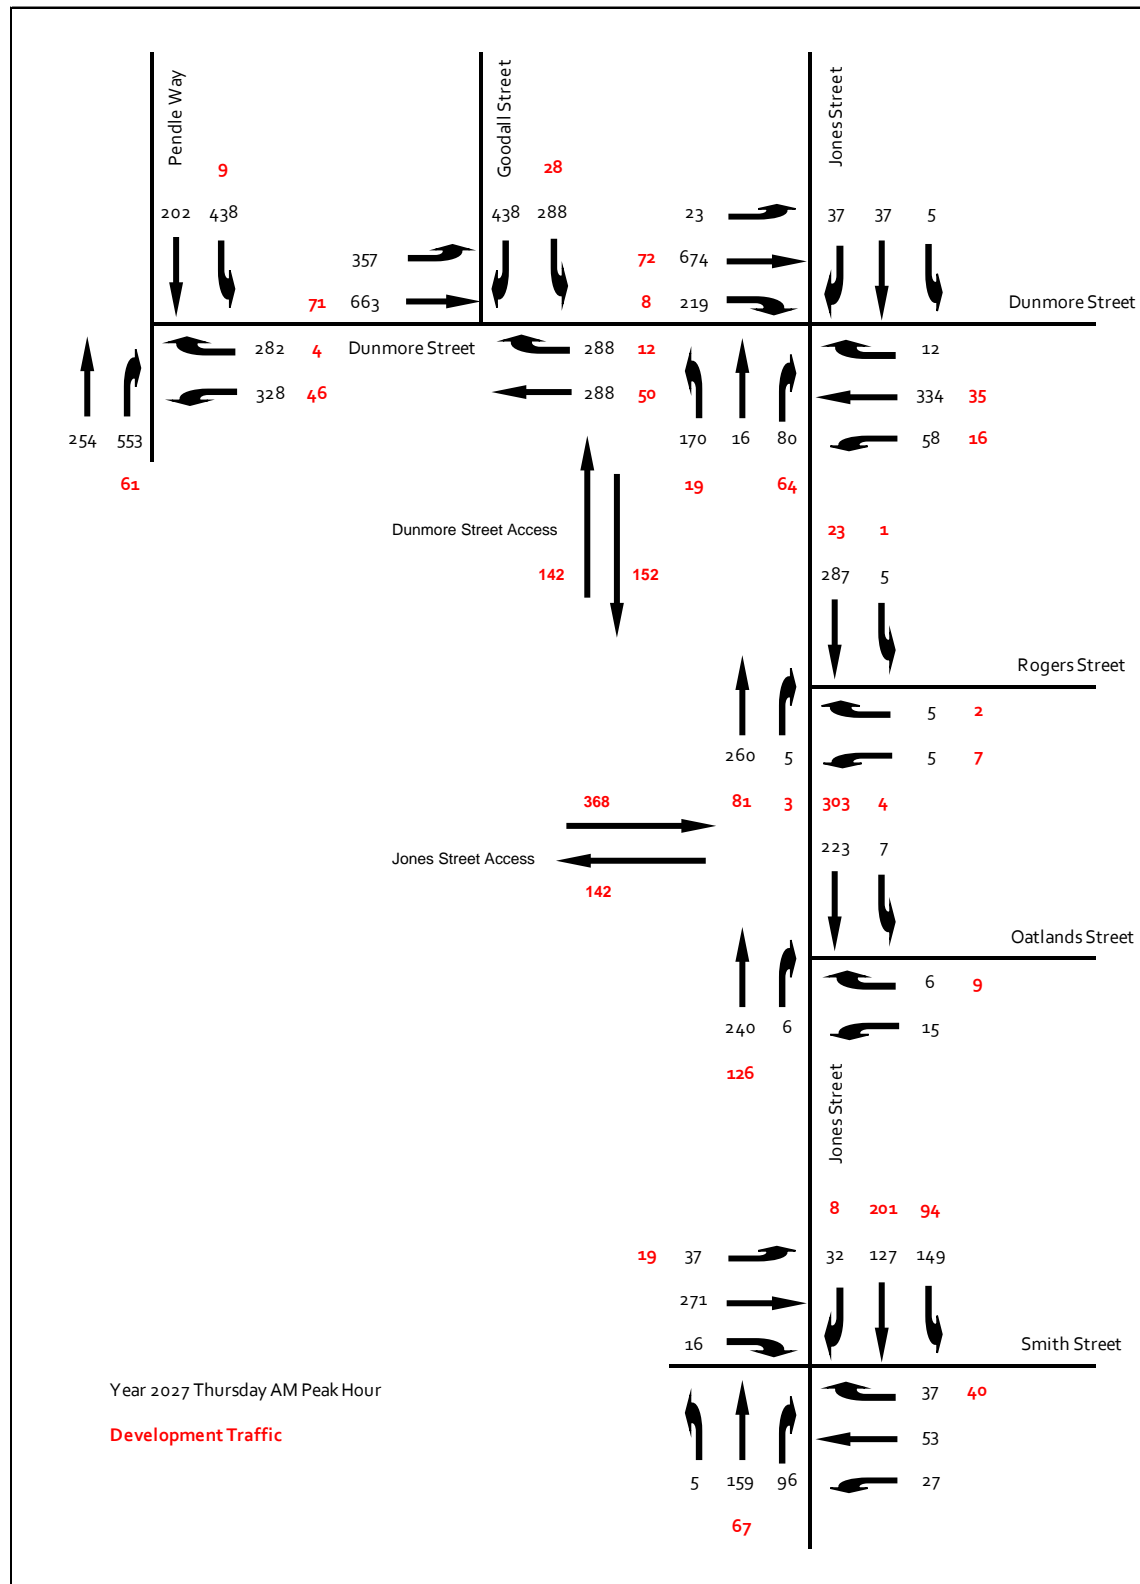 Pendle Way
Goodall Street
Jones Street
9
28
202 438
438 288
23
37 37 5
357
72 674
71 663
8 219
Dunmore Street
282 4
Dunmore Street
288 12
12
328 46
288 50
334 35
254 553
170 16 80
58 16
61
19 64
Dunmore Street Access
23 1
142 152
287 5
Rogers Street
5 2
260 5
5 7
368
81 3 303 4
Jones Street Access
223 7
142
Oatlands Street
6 9
240 6
15
126
Jones Street
8 201 94
19 37
32 127 149
271
16
Smith Street
Year 2027 Thursday AM Peak Hour
37 40
Development Traffic
53
5 159 96
27
67